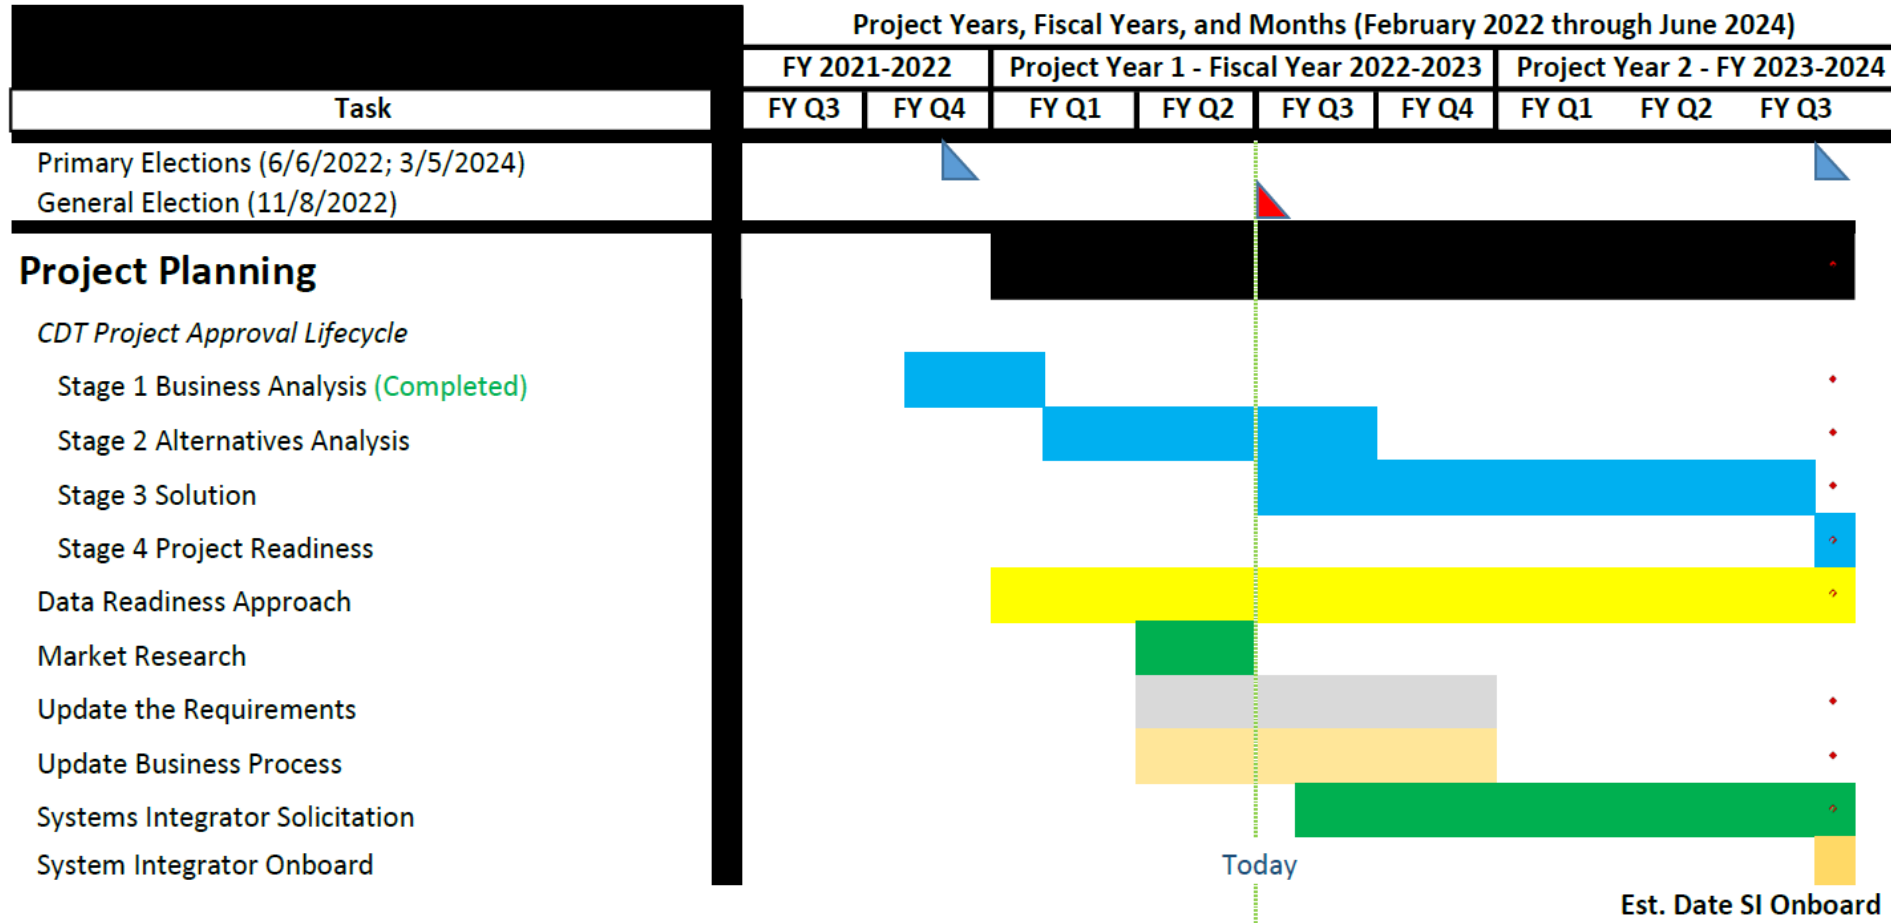 Project Years, Fiscal Years, and Months (February 2022 through June 2024)
FY 2021-2022 Project Year 1 - Fiscal Year 2022-2023 Project Year 2 - FY 2023-2024
Task FY Q3 FY Q4 FY Q1 FY Q2 FY Q3 FY Q4 FY Q1 FY Q2 FY Q3
Primary Elections (6/6/2022; 3/5/2024)
General Election (11/8/2022)
Project Planning
CDT Project Approval Lifecycle
Stage 1 Business Analysis (Completed)
Stage 2 Alternatives Analysis
Stage 3 Solution
Stage 4 Project Readiness
Data Readiness Approach
Market Research
Update the Requirements
Update Business Process
Systems Integrator Solicitation
System Integrator Onboard Today
Est. Date SI Onboard